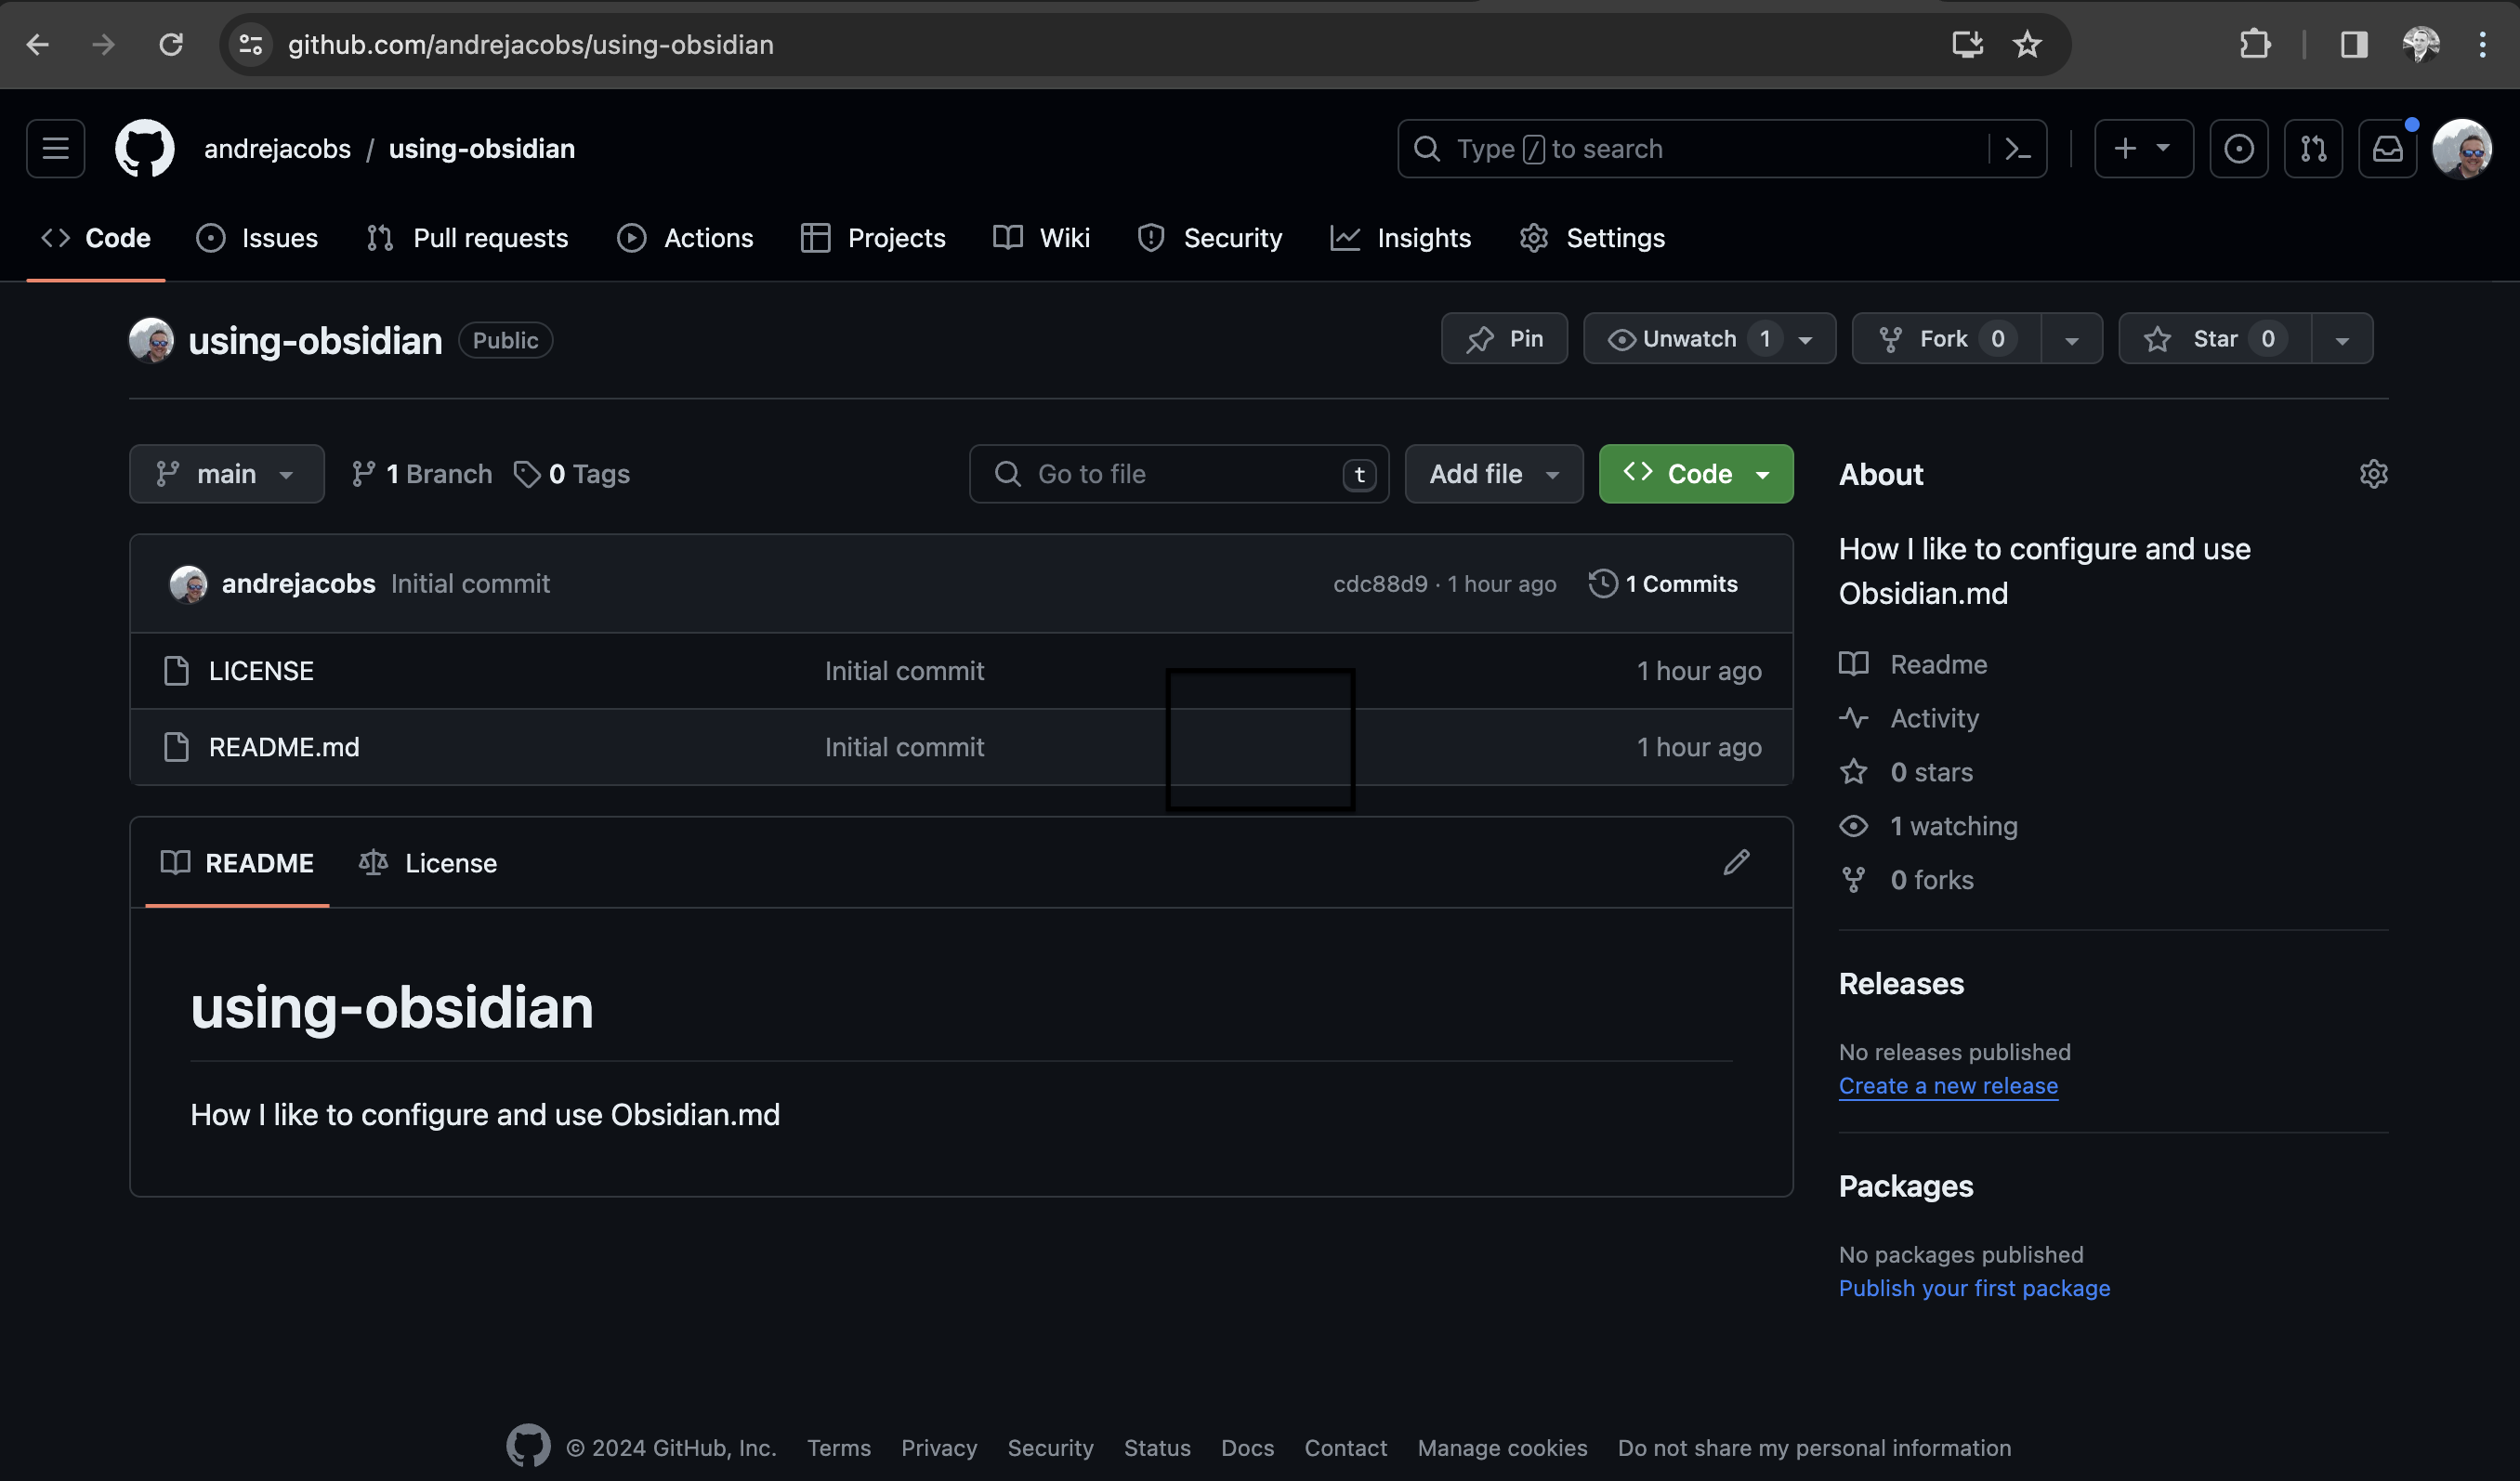 github.com/andrejacobs/using-obsidian
andrejacobs / using-obsidian
Type / to search
Code Issues Pull requests Actions Projects Wiki Security Insights Settings
using-obsidian Public
Pin Unwatch 1 Fork 0 Star 0
main 1 Branch 0 Tags Go to file t Add file Code
andrejacobs Initial commit cdc88d9 · 1 hour ago 1 Commits
LICENSE Initial commit 1 hour ago
README.md Initial commit 1 hour ago
README License
using-obsidian
How I like to configure and use Obsidian.md
About
How I like to configure and use
Obsidian.md
Readme
Activity
0 stars
1 watching
0 forks
Releases
No releases published
Create a new release
Packages
No packages published
Publish your first package
© 2024 GitHub, Inc. Terms Privacy Security Status Docs Contact Manage cookies Do not share my personal information